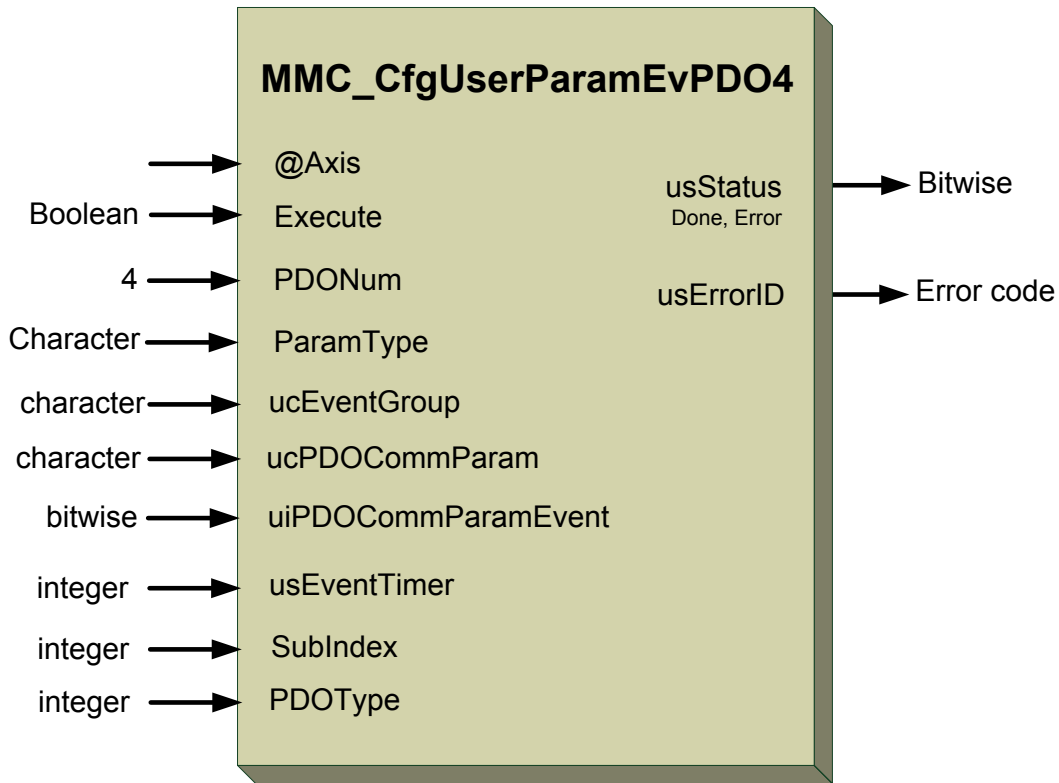 MMC_CfgUserParamEvPDO4
@Axis
Boolean Execute
4 PDONum
Character ParamType
character ucEventGroup
character ucPDOCommParam
bitwise uiPDOCommParamEvent
integer usEventTimer
integer SubIndex
integer PDOType
usStatus Bitwise
Done, Error
usErrorID Error code